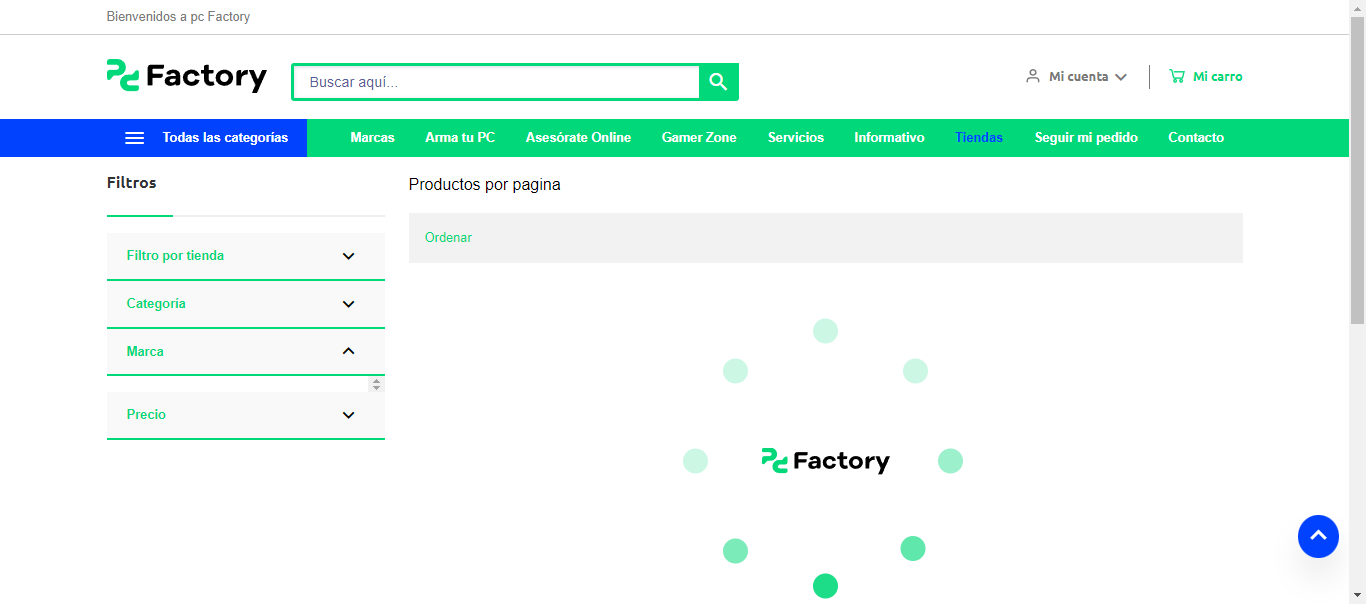 Bienvenidos a pc Factory
pc Factory
Buscar aquí...
Mi cuenta
Mi carro
Todas las categorías
Marcas
Arma tu PC
Asesórate Online
Gamer Zone
Servicios
Informativo
Tiendas
Seguir mi pedido
Contacto
Filtros
Productos por pagina
Ordenar
Filtro por tienda
Categoría
Marca
Precio
pc Factory